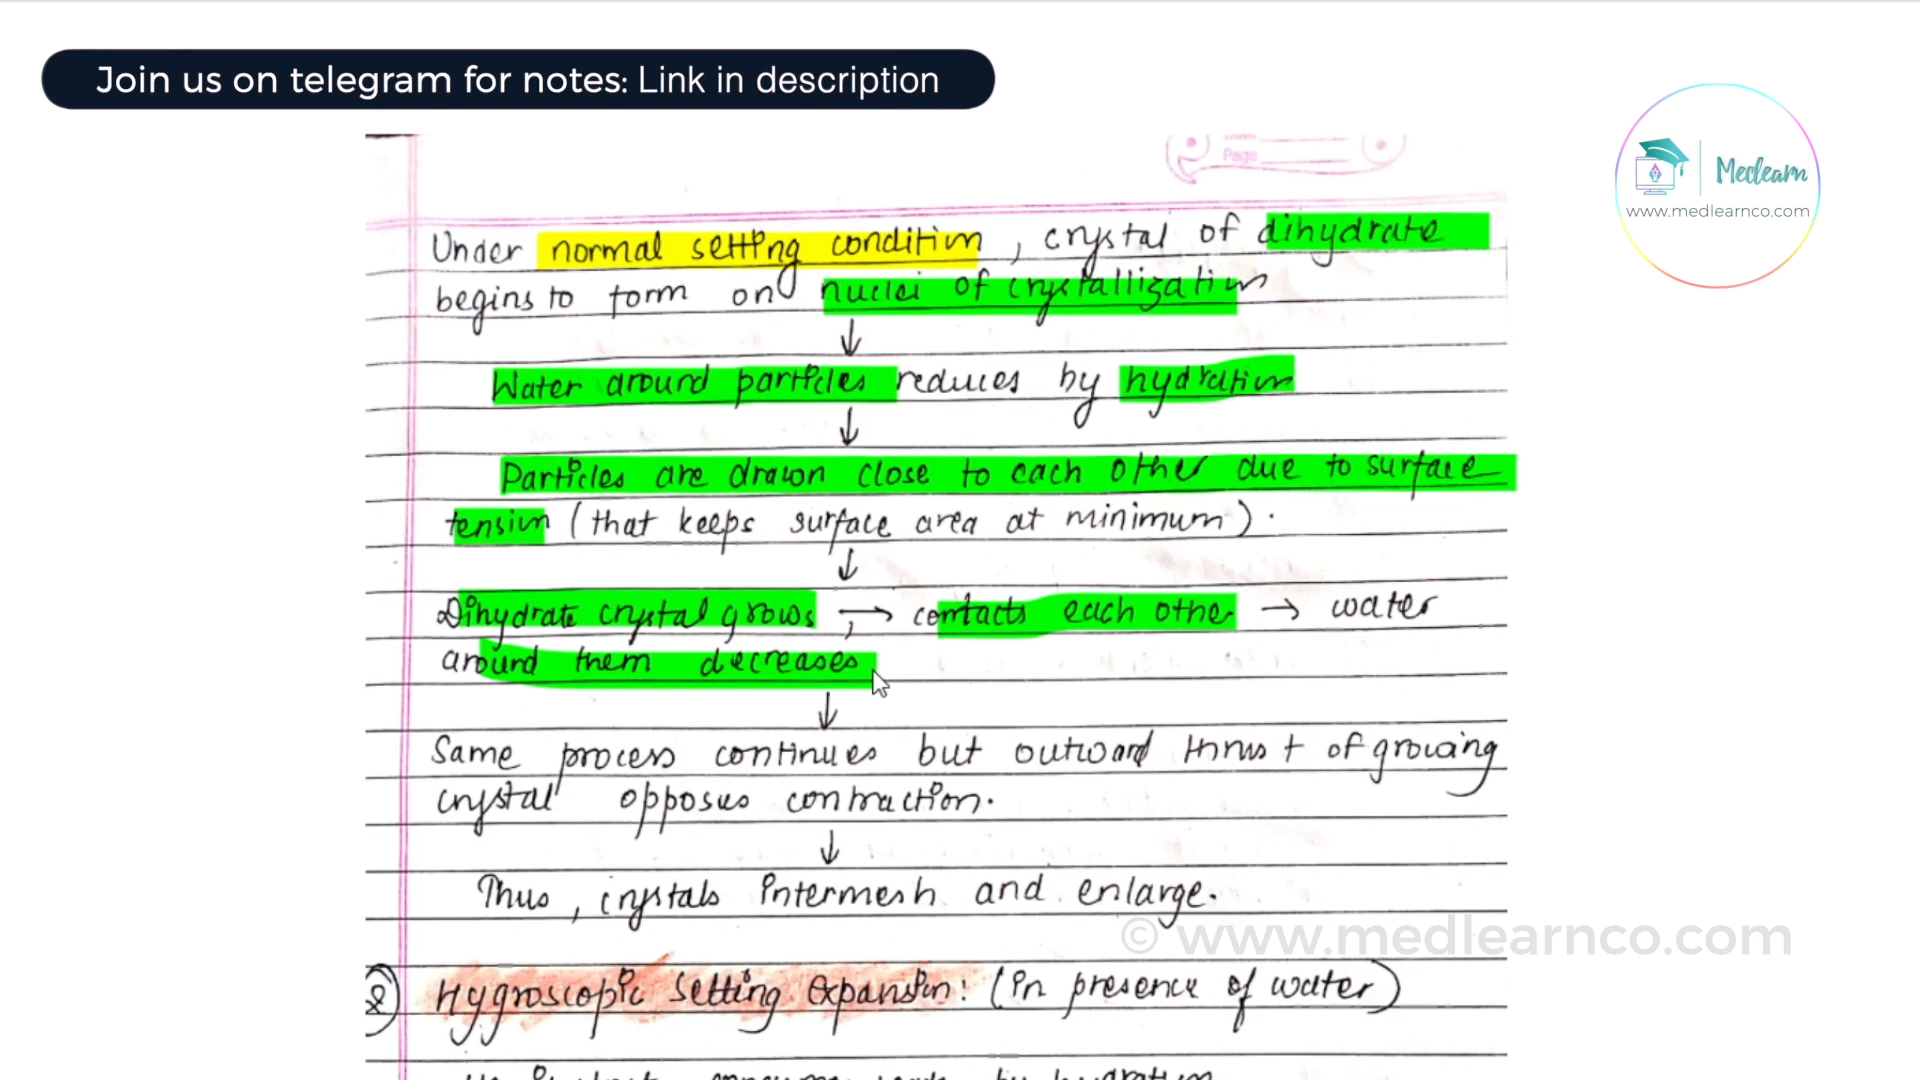 Join us on telegram for notes: Link in description
Medlearn
www.medlearnco.com
Page
Under normal setting condition, crystal of dihydrate
begins to form on nuclei of crystallization
↓
Water around particles reduces by hydration
↓
Particles are drawn close to each other due to surface
tension (that keeps surface area at minimum).
↓
Dihydrate crystal grows → contacts each other → water
around them decreases
↓
Same process continues but outward thrust of growing
crystal opposes contraction.
↓
Thus, crystals intermesh and enlarge.
© www.medlearnco.com
2) Hygroscopic Setting Expansion: (in presence of water)
by hydration